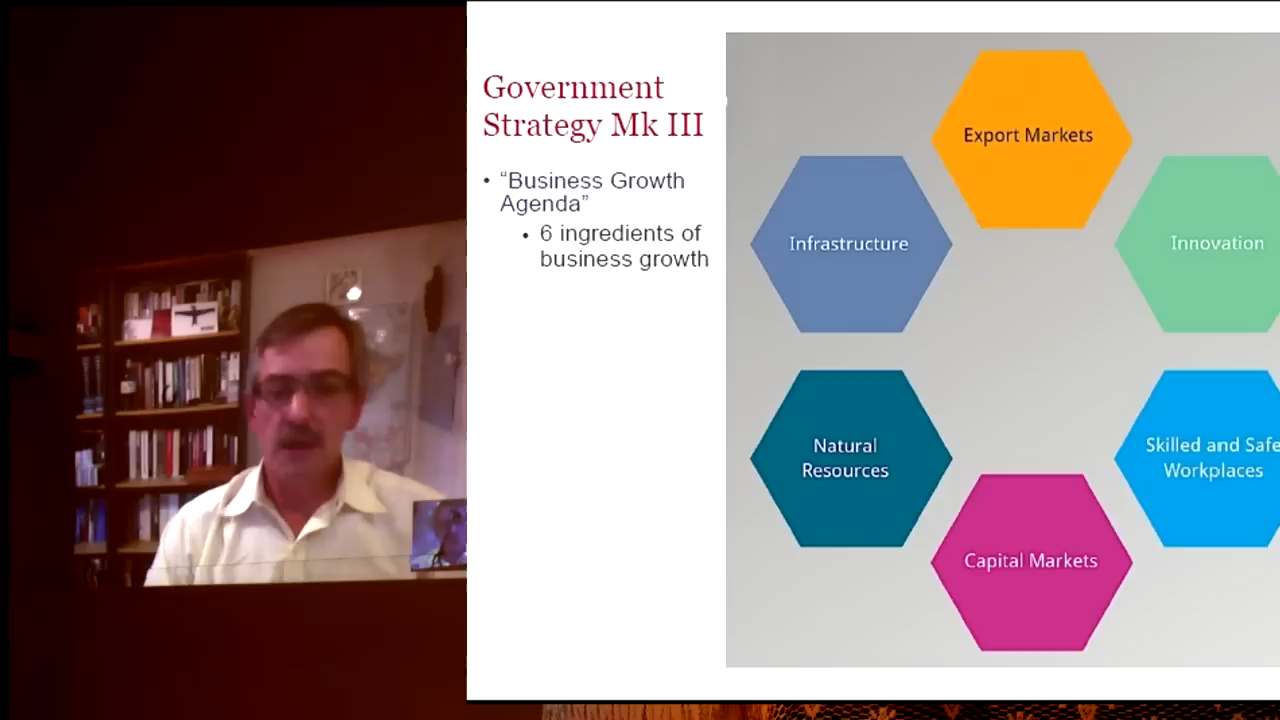 Government
Strategy Mk III
• “Business Growth
Agenda”
• 6 ingredients of
business growth
Export Markets
Infrastructure
Innovation
Natural
Resources
Skilled and Safe
Workplaces
Capital Markets